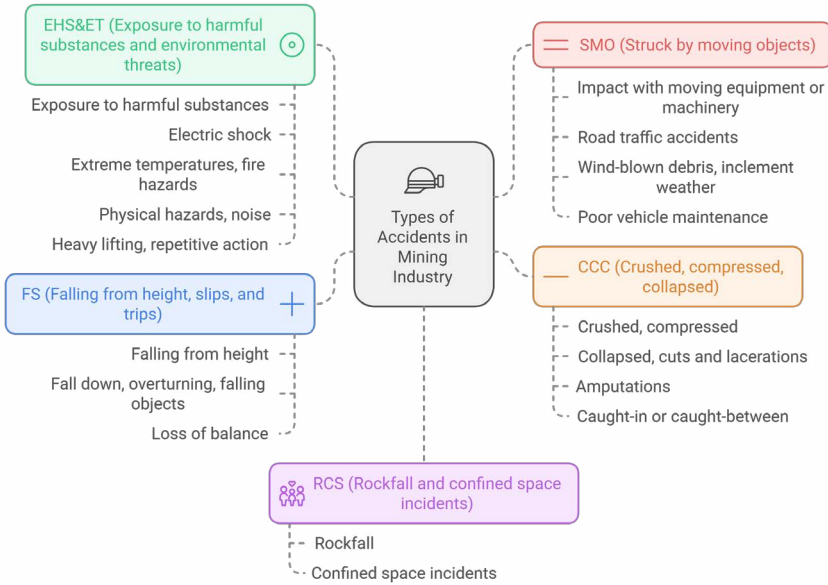 EHS&ET (Exposure to harmful
substances and environmental
threats)
Exposure to harmful substances
Electric shock
Extreme temperatures, fire
hazards
Physical hazards, noise
Heavy lifting, repetitive action
FS (Falling from height, slips, and
trips)
Falling from height
Fall down, overturning, falling
objects
Loss of balance
Types of
Accidents in
Mining
Industry
SMO (Struck by moving objects)
Impact with moving equipment or
machinery
Road traffic accidents
Wind-blown debris, inclement
weather
Poor vehicle maintenance
CCC (Crushed, compressed,
collapsed)
Crushed, compressed
Collapsed, cuts and lacerations
Amputations
Caught-in or caught-between
RCS (Rockfall and confined space
incidents)
Rockfall
Confined space incidents